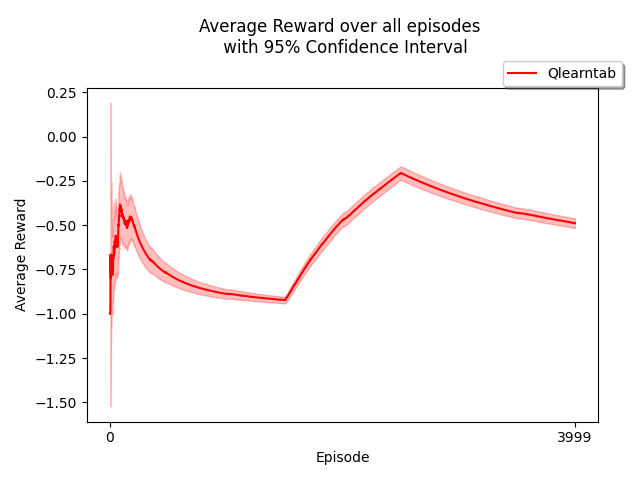 Average Reward over all episodes
with 95% Confidence Interval
Qlearntab
0.25
0.00
−0.25
−0.50
−0.75
−1.00
−1.25
−1.50
Average Reward
0
3999
Episode